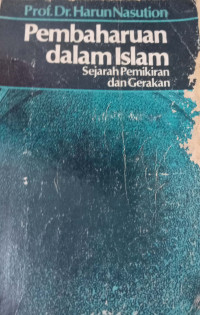 Prof. Dr. Harun Nasution
Pembaharuan
dalam Islam
Sejarah Pemikiran
dan Gerakan